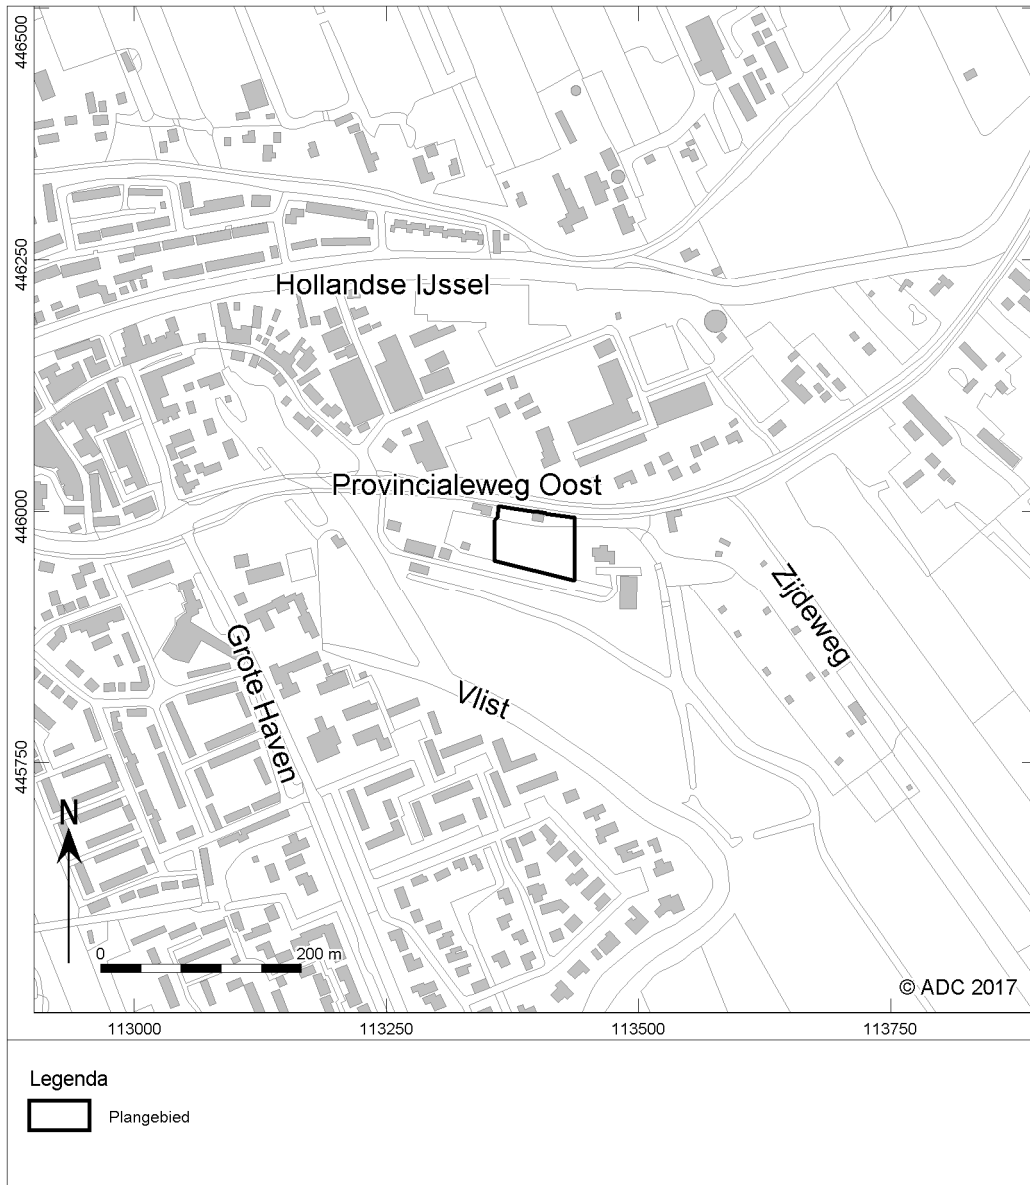 446500
446250
446000
445750
Hollandse IJssel
Provincialeweg Oost
Zijdeweg
Grote Haven
Vlist
N
0 200 m
© ADC 2017
113000 113250 113500 113750
Legenda
Plangebied